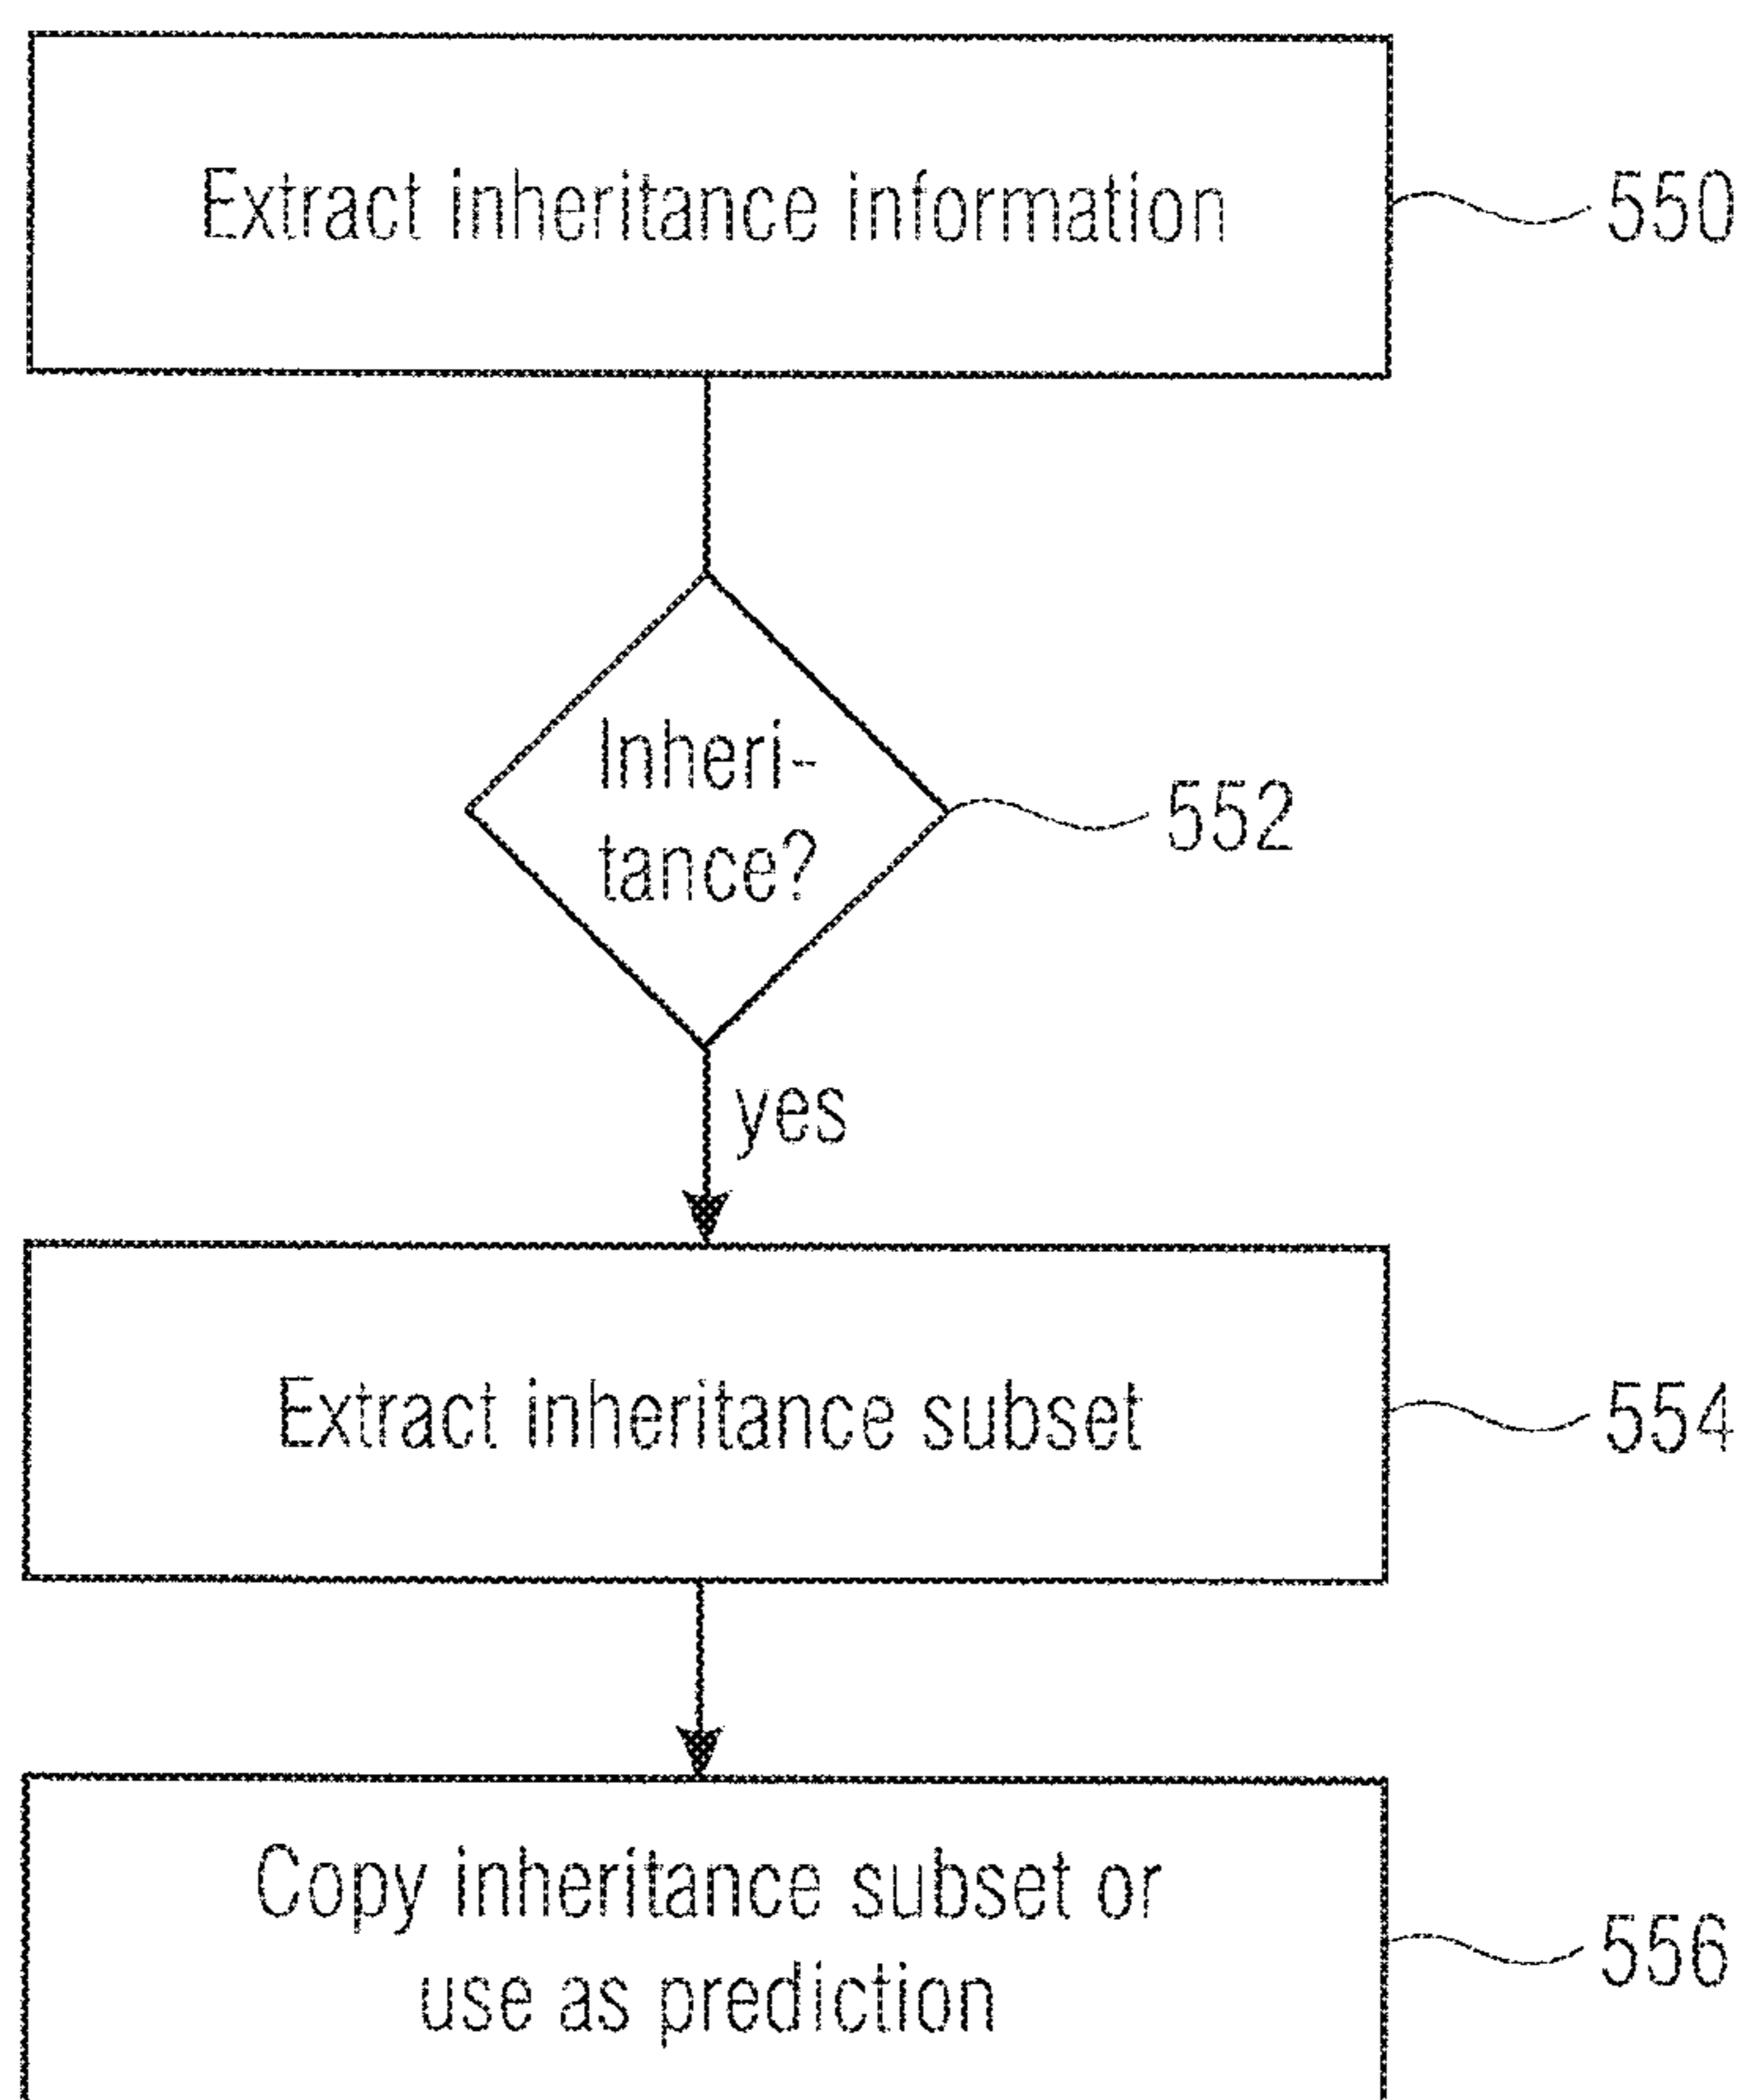 Extract inheritance information
550
Inheri-
tance?
552
yes
Extract inheritance subset
554
Copy inheritance subset or
use as prediction
556